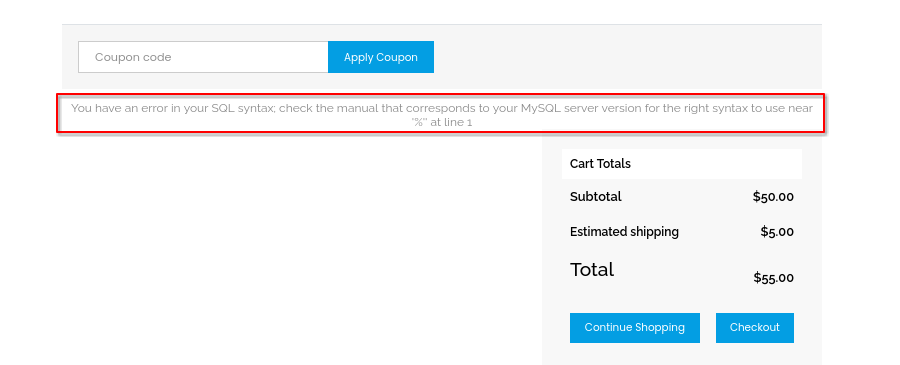 Coupon code
Apply Coupon
You have an error in your SQL syntax; check the manual that corresponds to your MySQL server version for the right syntax to use near
'%'' at line 1
Cart Totals
Subtotal $50.00
Estimated shipping $5.00
Total $55.00
Continue Shopping
Checkout